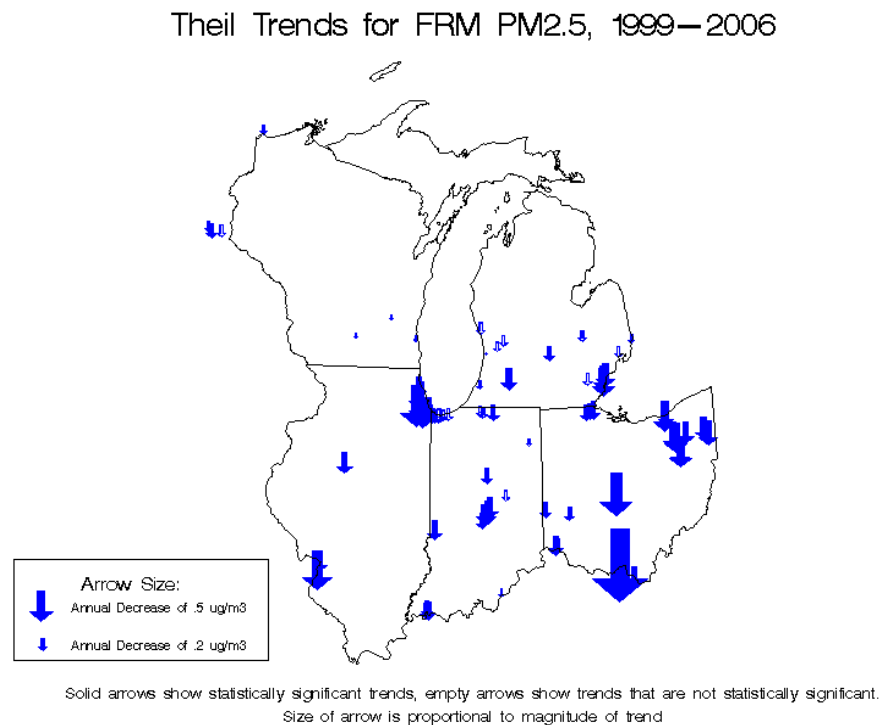 Theil Trends for FRM PM2.5, 1999–2006
Arrow Size:
Annual Decrease of .5 ug/m3
Annual Decrease of .2 ug/m3
Solid arrows show statistically significant trends, empty arrows show trends that are not statistically significant.
Size of arrow is proportional to magnitude of trend